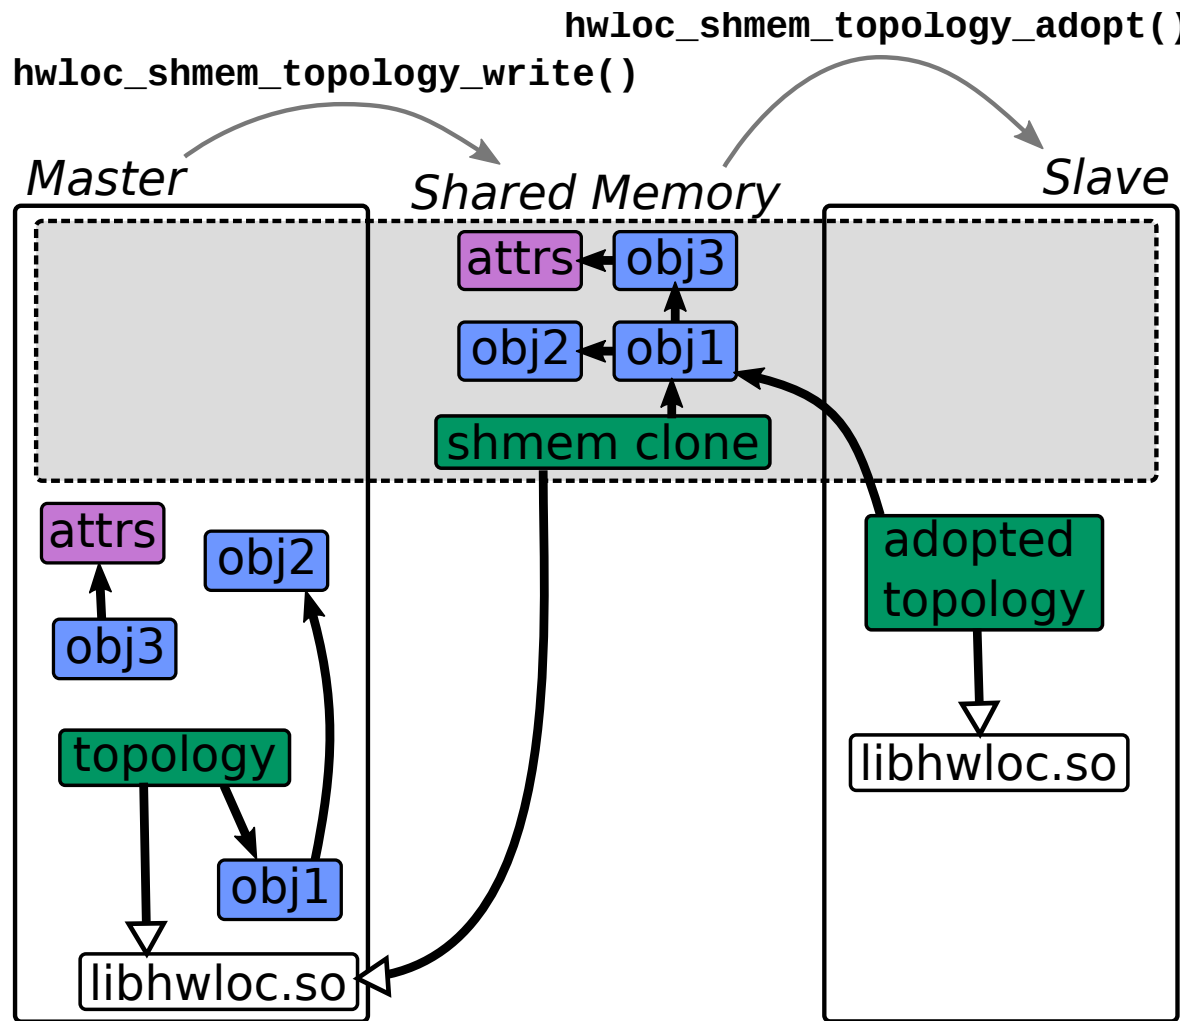 hwloc_shmem_topology_adopt()
hwloc_shmem_topology_write()
Master
Shared Memory
Slave
attrs
obj3
obj2
obj1
shmem clone
attrs
obj2
obj3
topology
obj1
libhwloc.so
adopted
topology
libhwloc.so